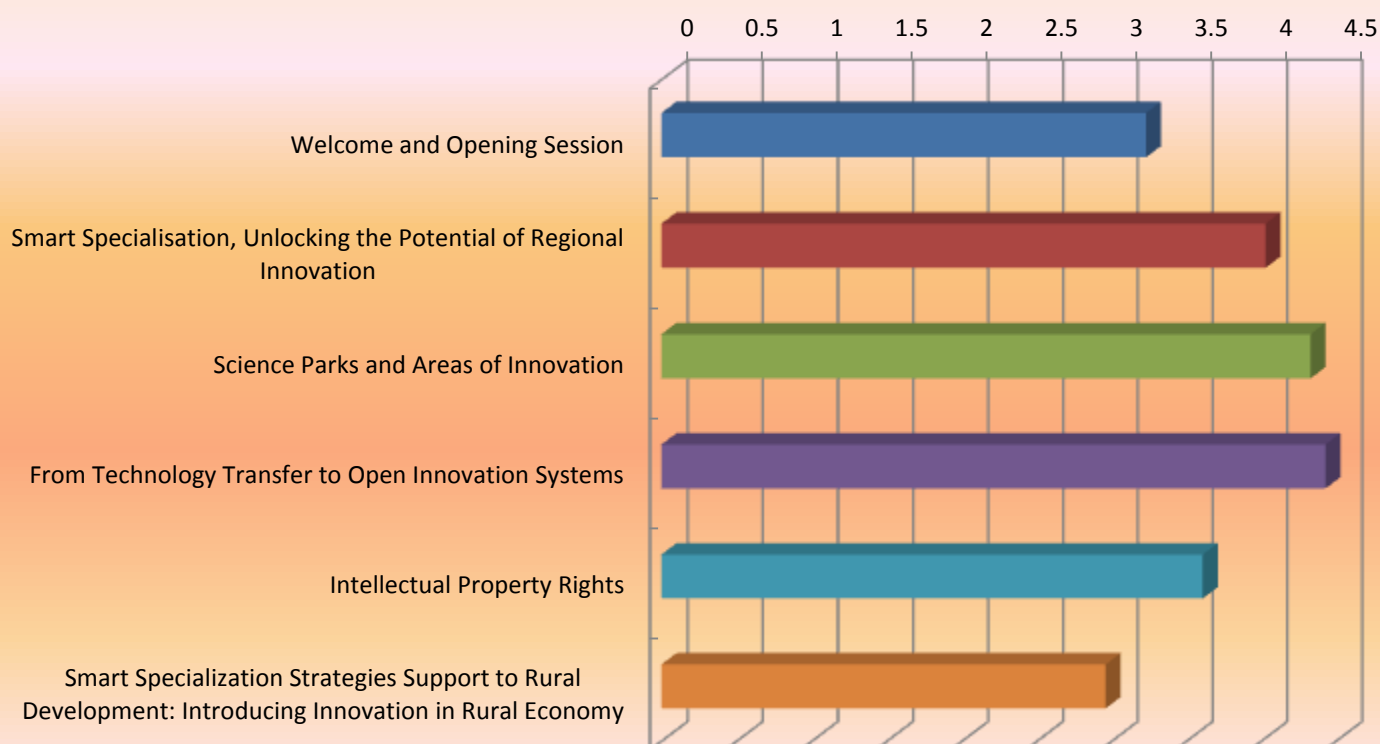 0 0.5 1 1.5 2 2.5 3 3.5 4 4.5
Welcome and Opening Session
Smart Specialisation, Unlocking the Potential of Regional
Innovation
Science Parks and Areas of Innovation
From Technology Transfer to Open Innovation Systems
Intellectual Property Rights
Smart Specialization Strategies Support to Rural
Development: Introducing Innovation in Rural Economy